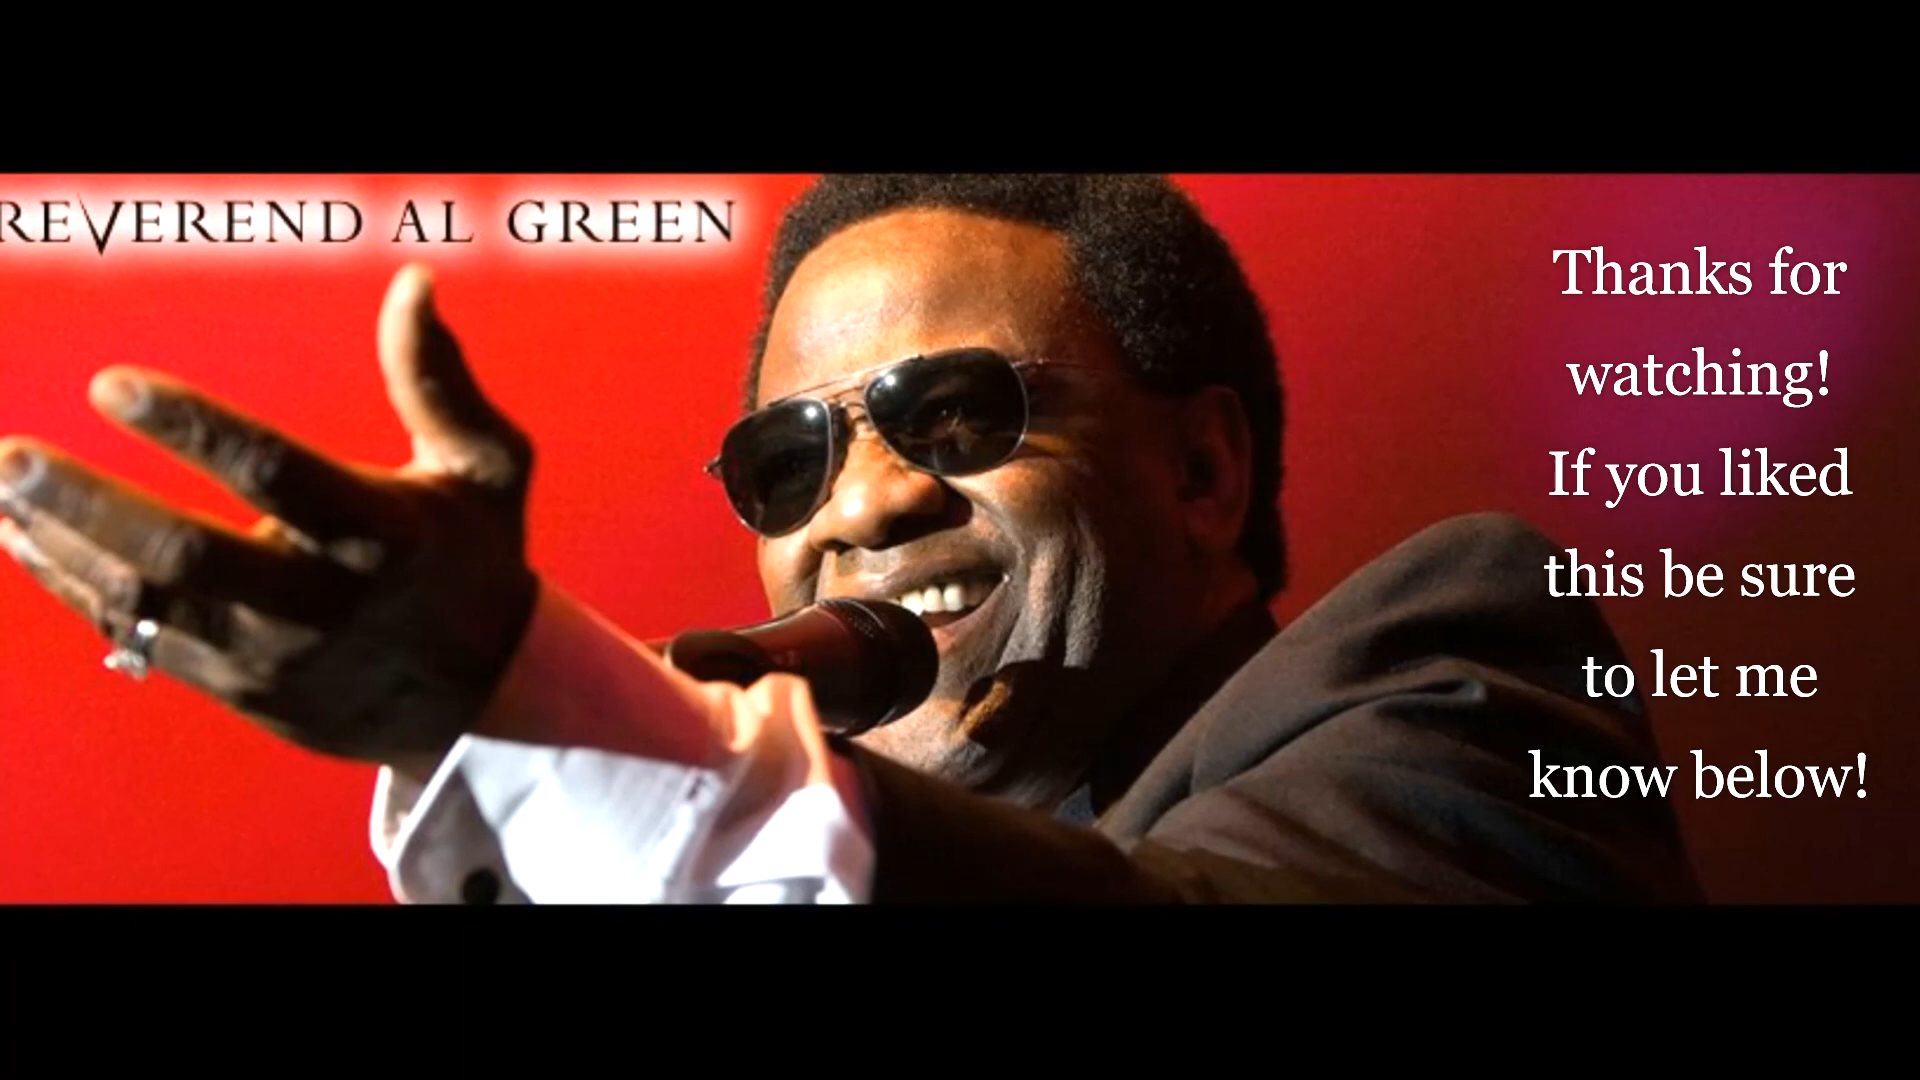 REVEREND AL GREEN
Thanks for
watching!
If you liked
this be sure
to let me
know below!